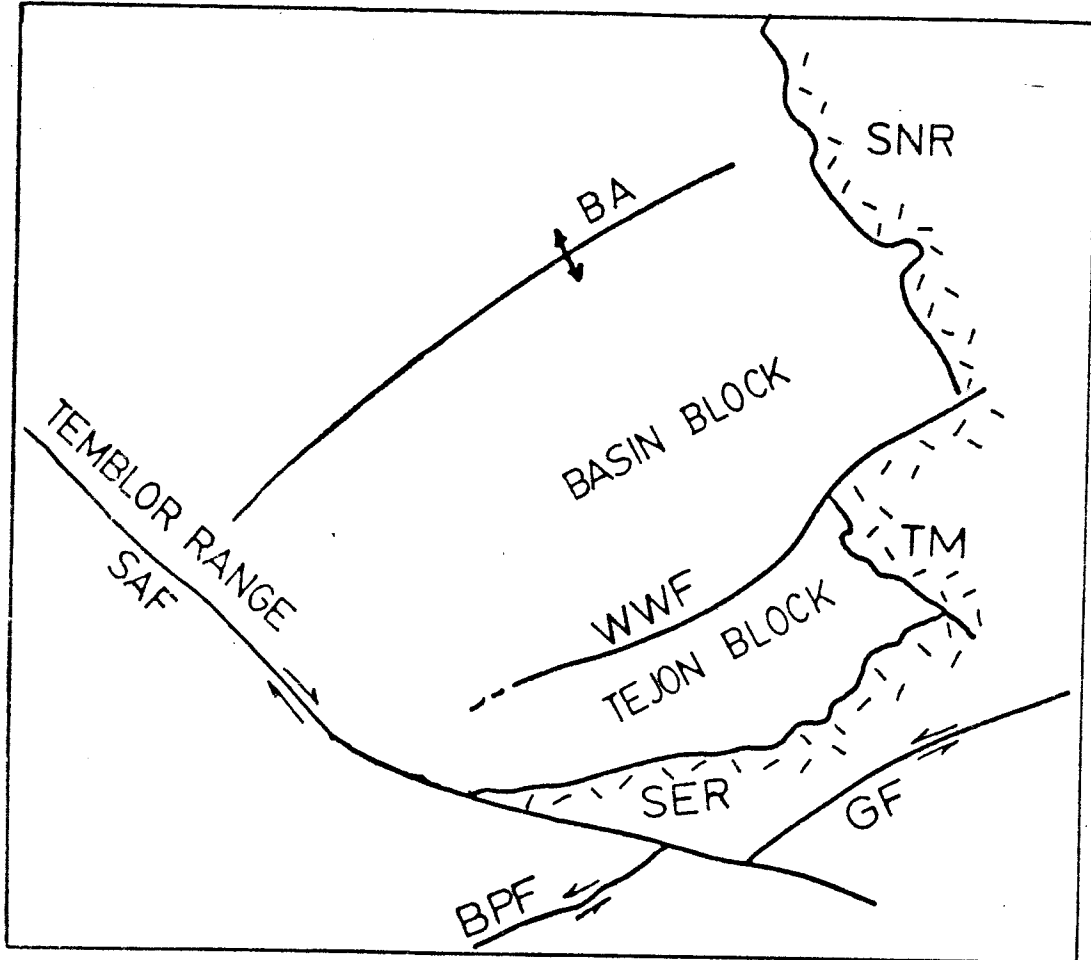 SNR
BA
BASIN BLOCK
TEMBLOR RANGE
SAF
TM
WWF
TEJON BLOCK
SER
GF
BPF